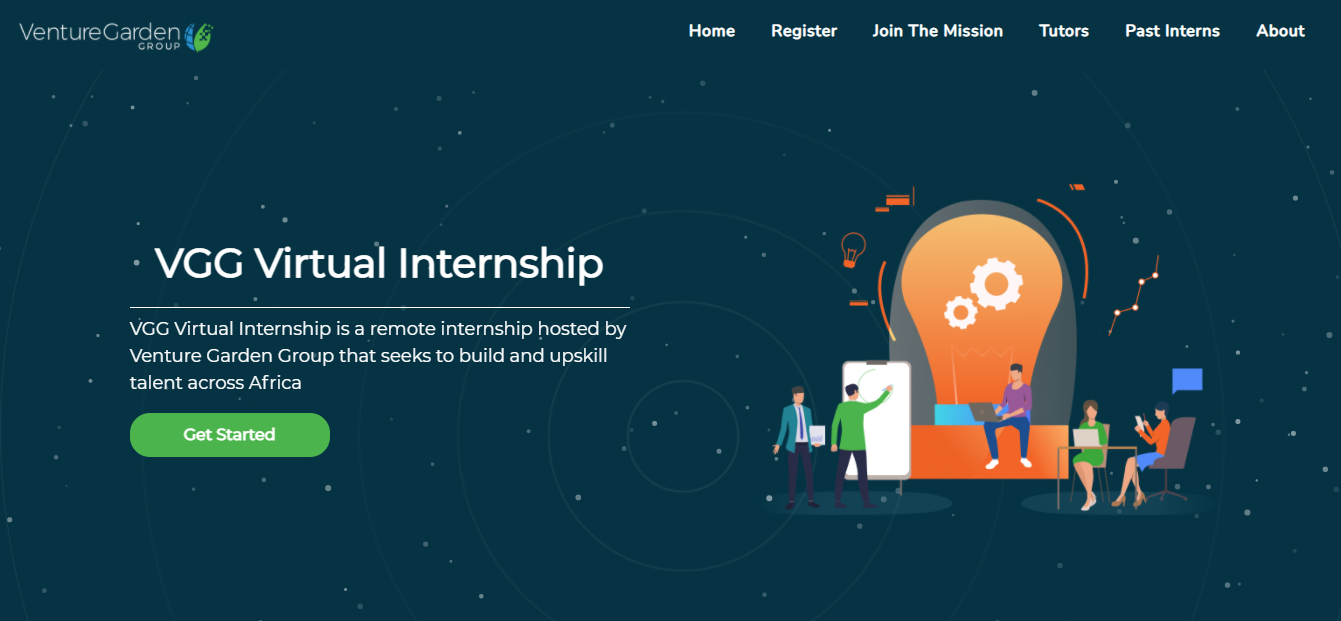 VentureGarden
GROUP
Home Register Join The Mission Tutors Past Interns About
VGG Virtual Internship
VGG Virtual Internship is a remote internship hosted by
Venture Garden Group that seeks to build and upskill
talent across Africa
Get Started